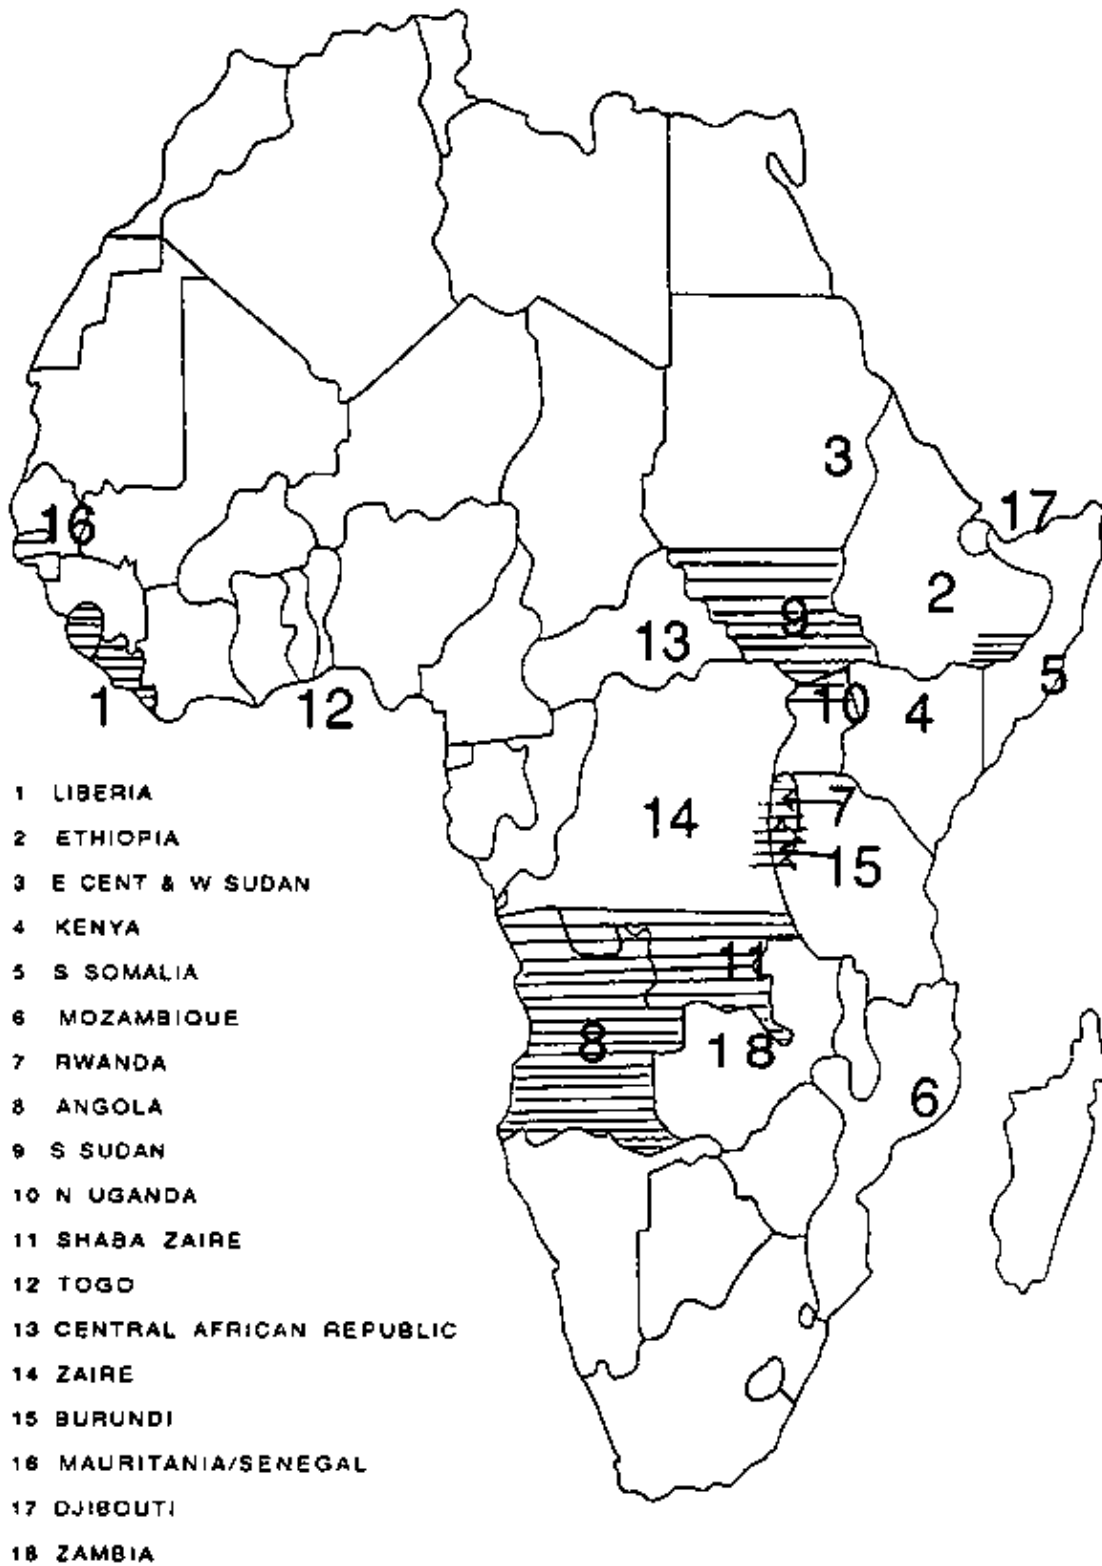 3
17
16
2
9
13
5
1
12
10
4
7
14
15
11
8
18
6
1 LIBERIA
2 ETHIOPIA
3 E CENT & W SUDAN
4 KENYA
5 S SOMALIA
6 MOZAMBIQUE
7 RWANDA
8 ANGOLA
9 S SUDAN
10 N UGANDA
11 SHABA ZAIRE
12 TOGO
13 CENTRAL AFRICAN REPUBLIC
14 ZAIRE
15 BURUNDI
16 MAURITANIA/SENEGAL
17 DJIBOUTI
18 ZAMBIA